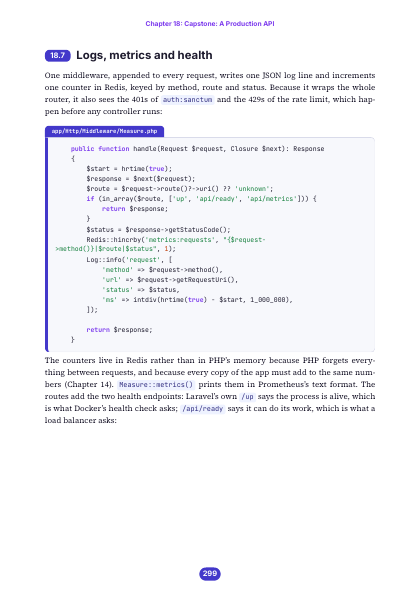 Chapter 18: Capstone: A Production API
18.7 Logs, metrics and health
One middleware, appended to every request, writes one JSON log line and increments
one counter in Redis, keyed by method, route and status. Because it wraps the whole
router, it also sees the 401s of auth:sanctum and the 429s of the rate limit, which hap-
pen before any controller runs:
app/Http/Middleware/Measure.php
public function handle(Request $request, Closure $next): Response
{
$start = hrtime(true);
$response = $next($request);
$route = $request->route()?->uri() ?? 'unknown';
if (in_array($route, ['up', 'api/ready', 'api/metrics'])) {
return $response;
}
$status = $response->getStatusCode();
Redis::hincrby('metrics:requests', "{$request-
>method()}|$route|$status", 1);
Log::info('request', [
'method' => $request->method(),
'url' => $request->getRequestUri(),
'status' => $status,
'ms' => intdiv(hrtime(true) - $start, 1_000_000),
]);
return $response;
}
The counters live in Redis rather than in PHP's memory because PHP forgets every-
thing between requests, and because every copy of the app must add to the same num-
bers (Chapter 14). Measure::metrics() prints them in Prometheus's text format. The
routes add the two health endpoints: Laravel's own /up says the process is alive, which
is what Docker's health check asks; /api/ready says it can do its work, which is what a
load balancer asks:
299